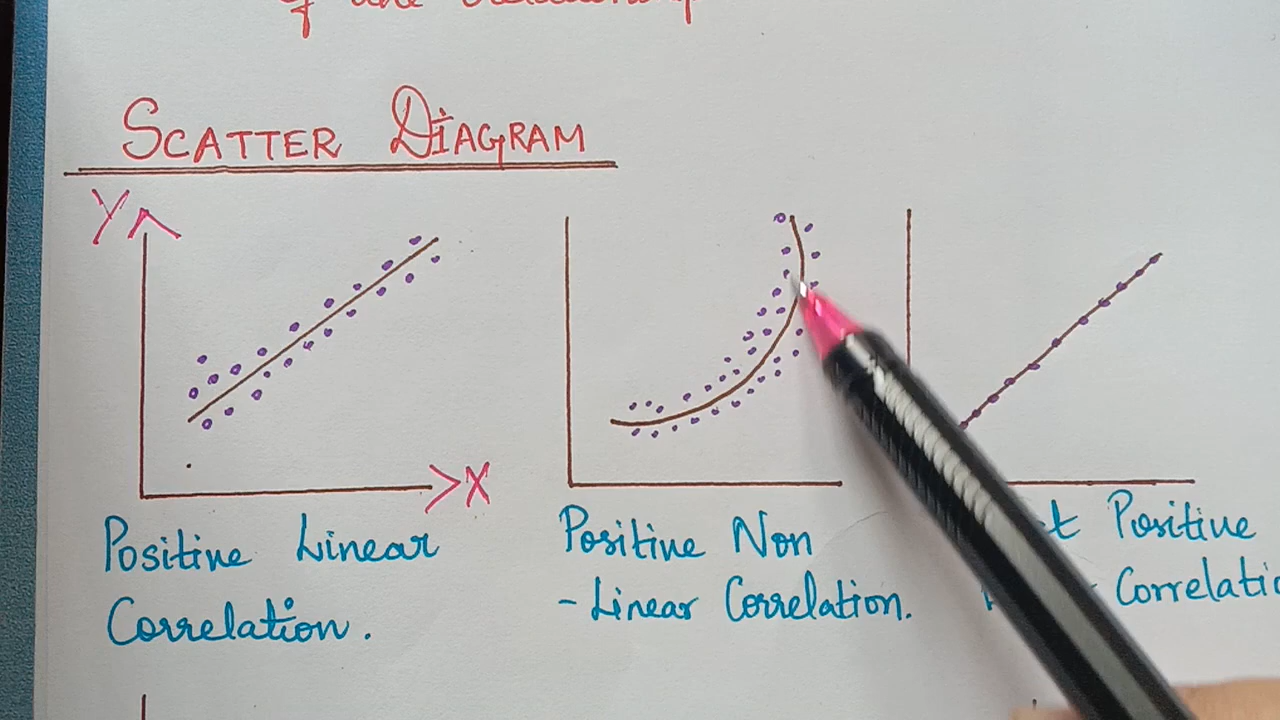 SCATTER DIAGRAM
Y
X
Positive Linear
Correlation.
Positive Non
- Linear Correlation.
Positive
Correlatio